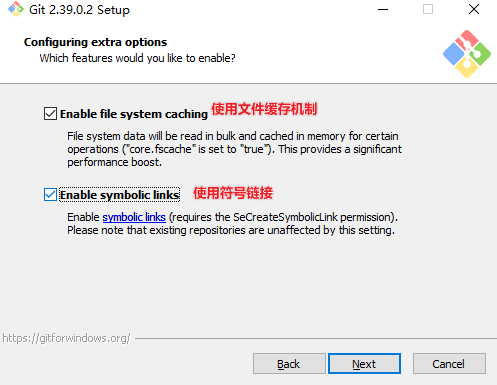 Git 2.39.0.2 Setup
Configuring extra options
Which features would you like to enable?
Enable file system caching 使用文件缓存机制
File system data will be read in bulk and cached in memory for certain
operations ("core.fscache" is set to "true"). This provides a significant
performance boost.
Enable symbolic links 使用符号链接
Enable symbolic links (requires the SeCreateSymbolicLink permission).
Please note that existing repositories are unaffected by this setting.
https://gitforwindows.org/
Back Next Cancel